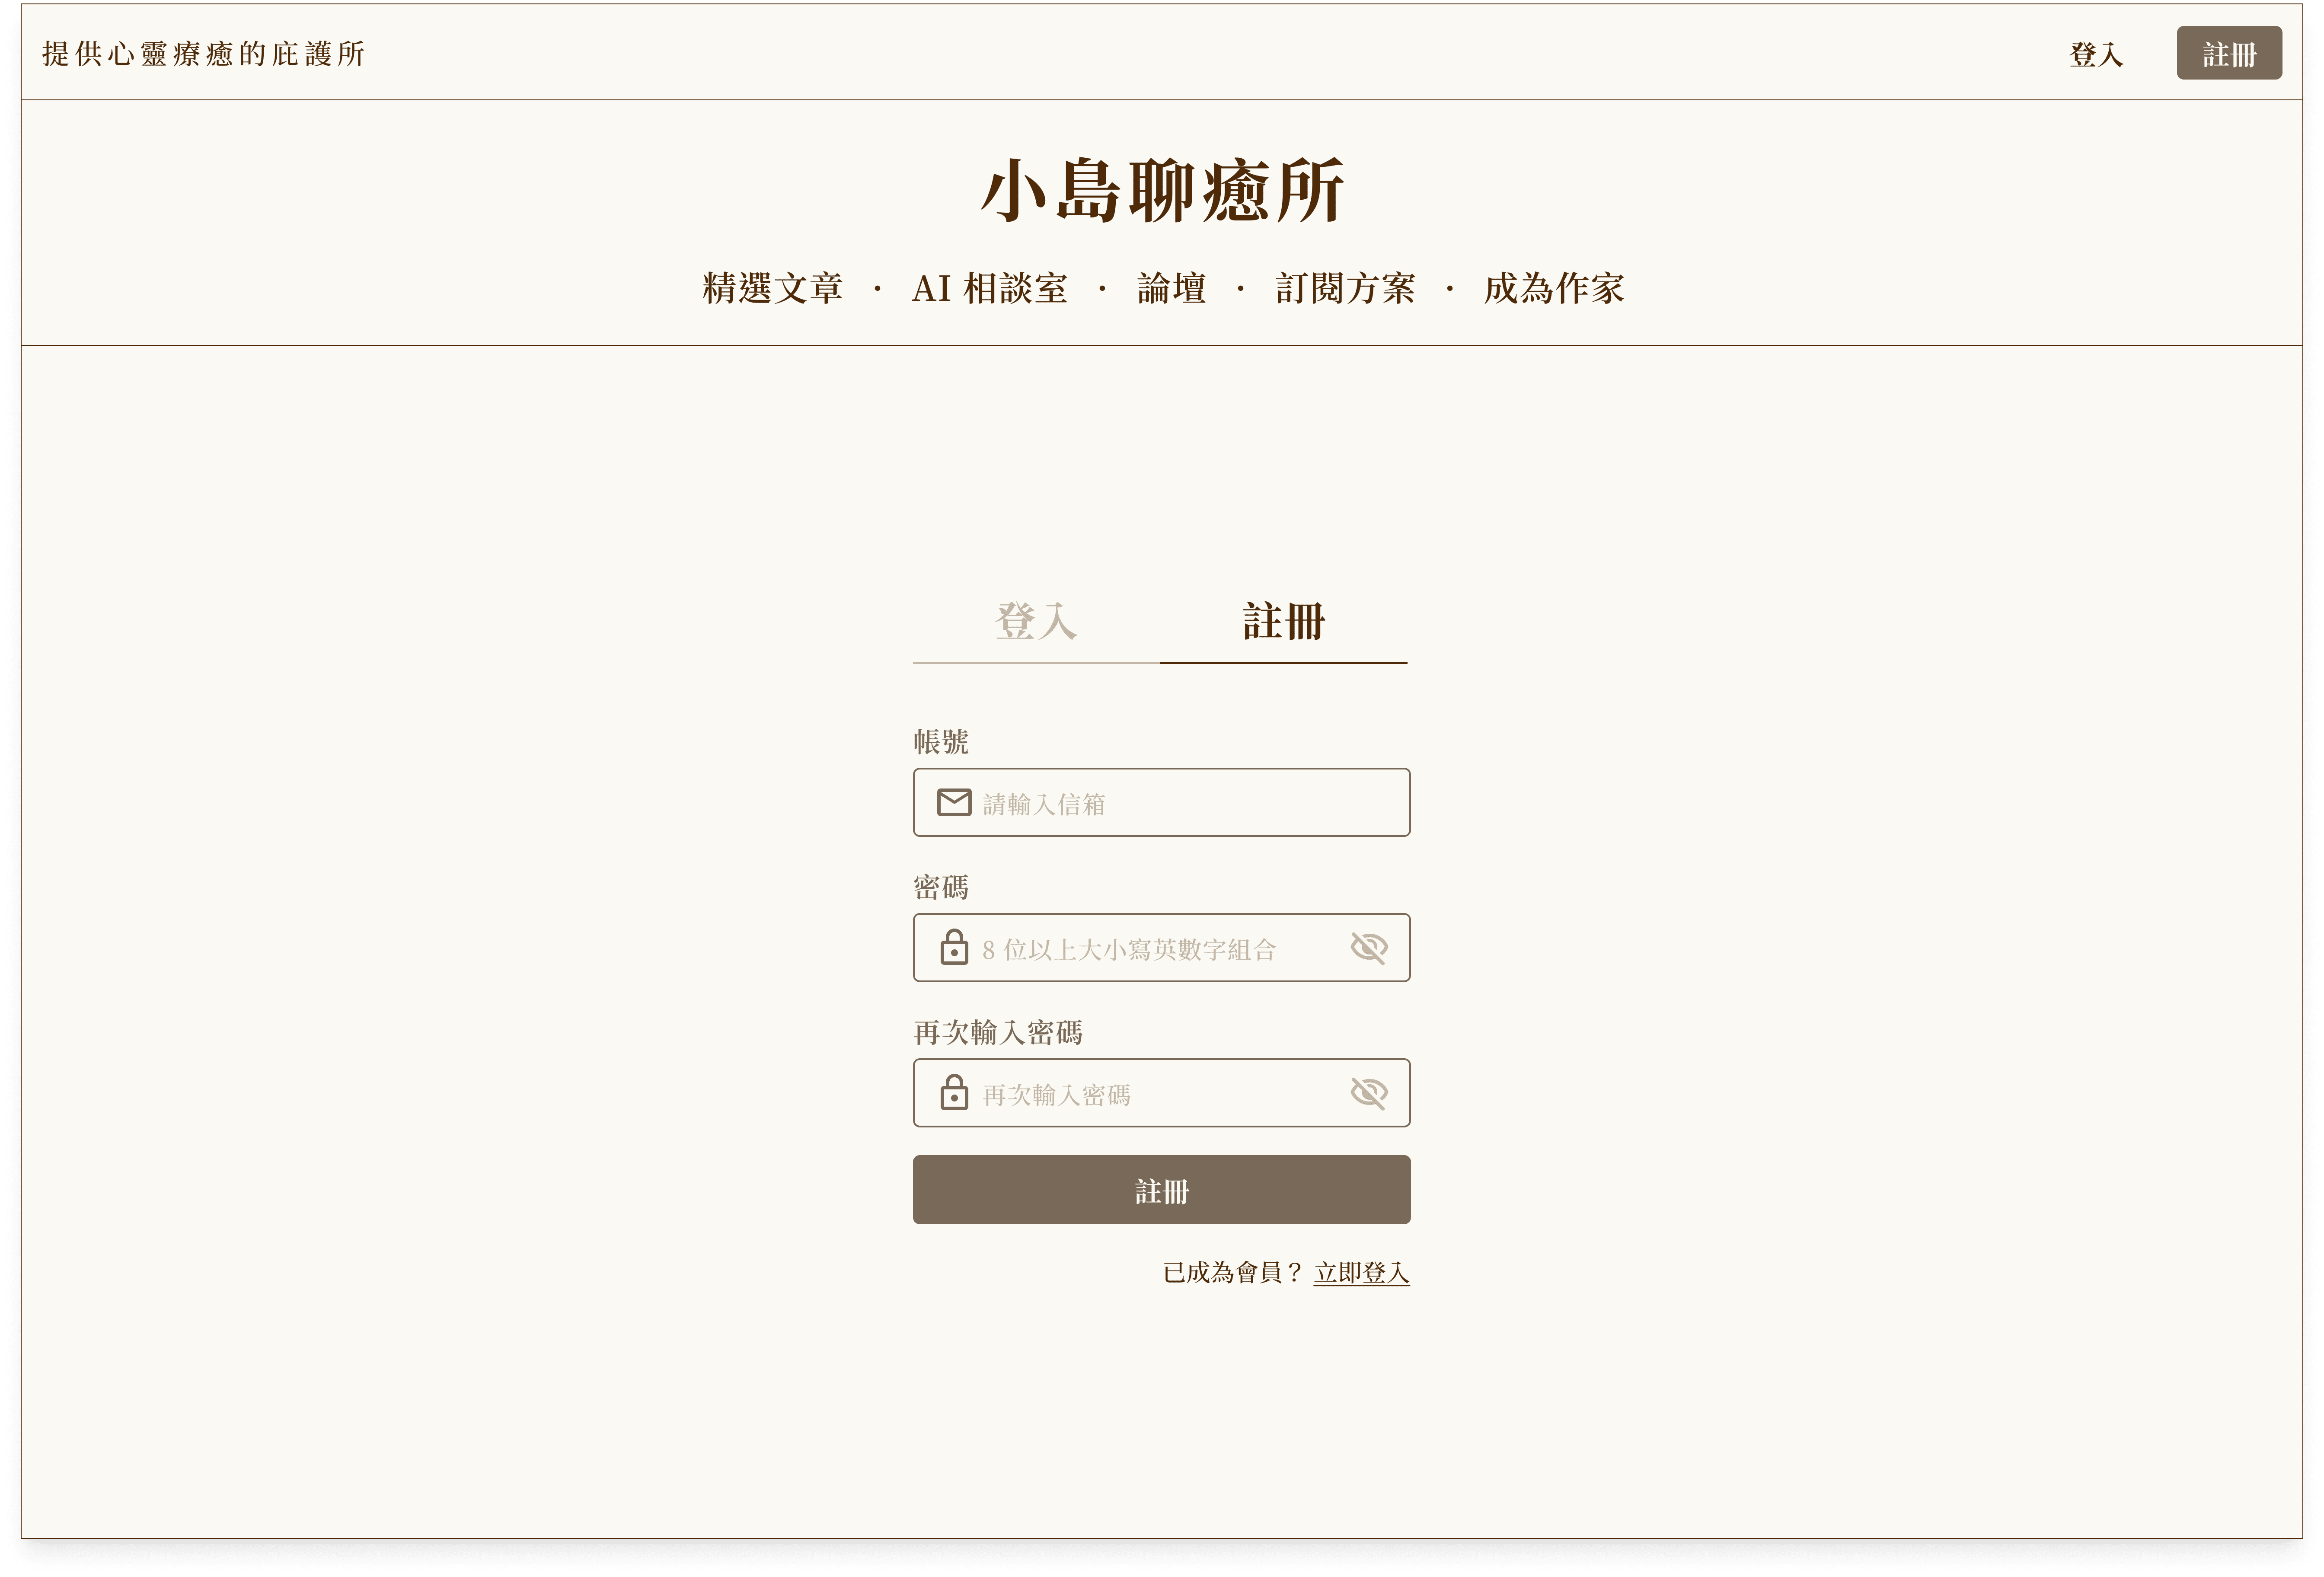 提供心靈療癒的庇護所
登入 註冊
小島聊癒所
精選文章 · AI 相談室 · 論壇 · 訂閱方案 · 成為作家
登入 註冊
帳號
請輸入信箱
密碼
8 位以上大小寫英數字組合
再次輸入密碼
再次輸入密碼
註冊
已成為會員？ 立即登入